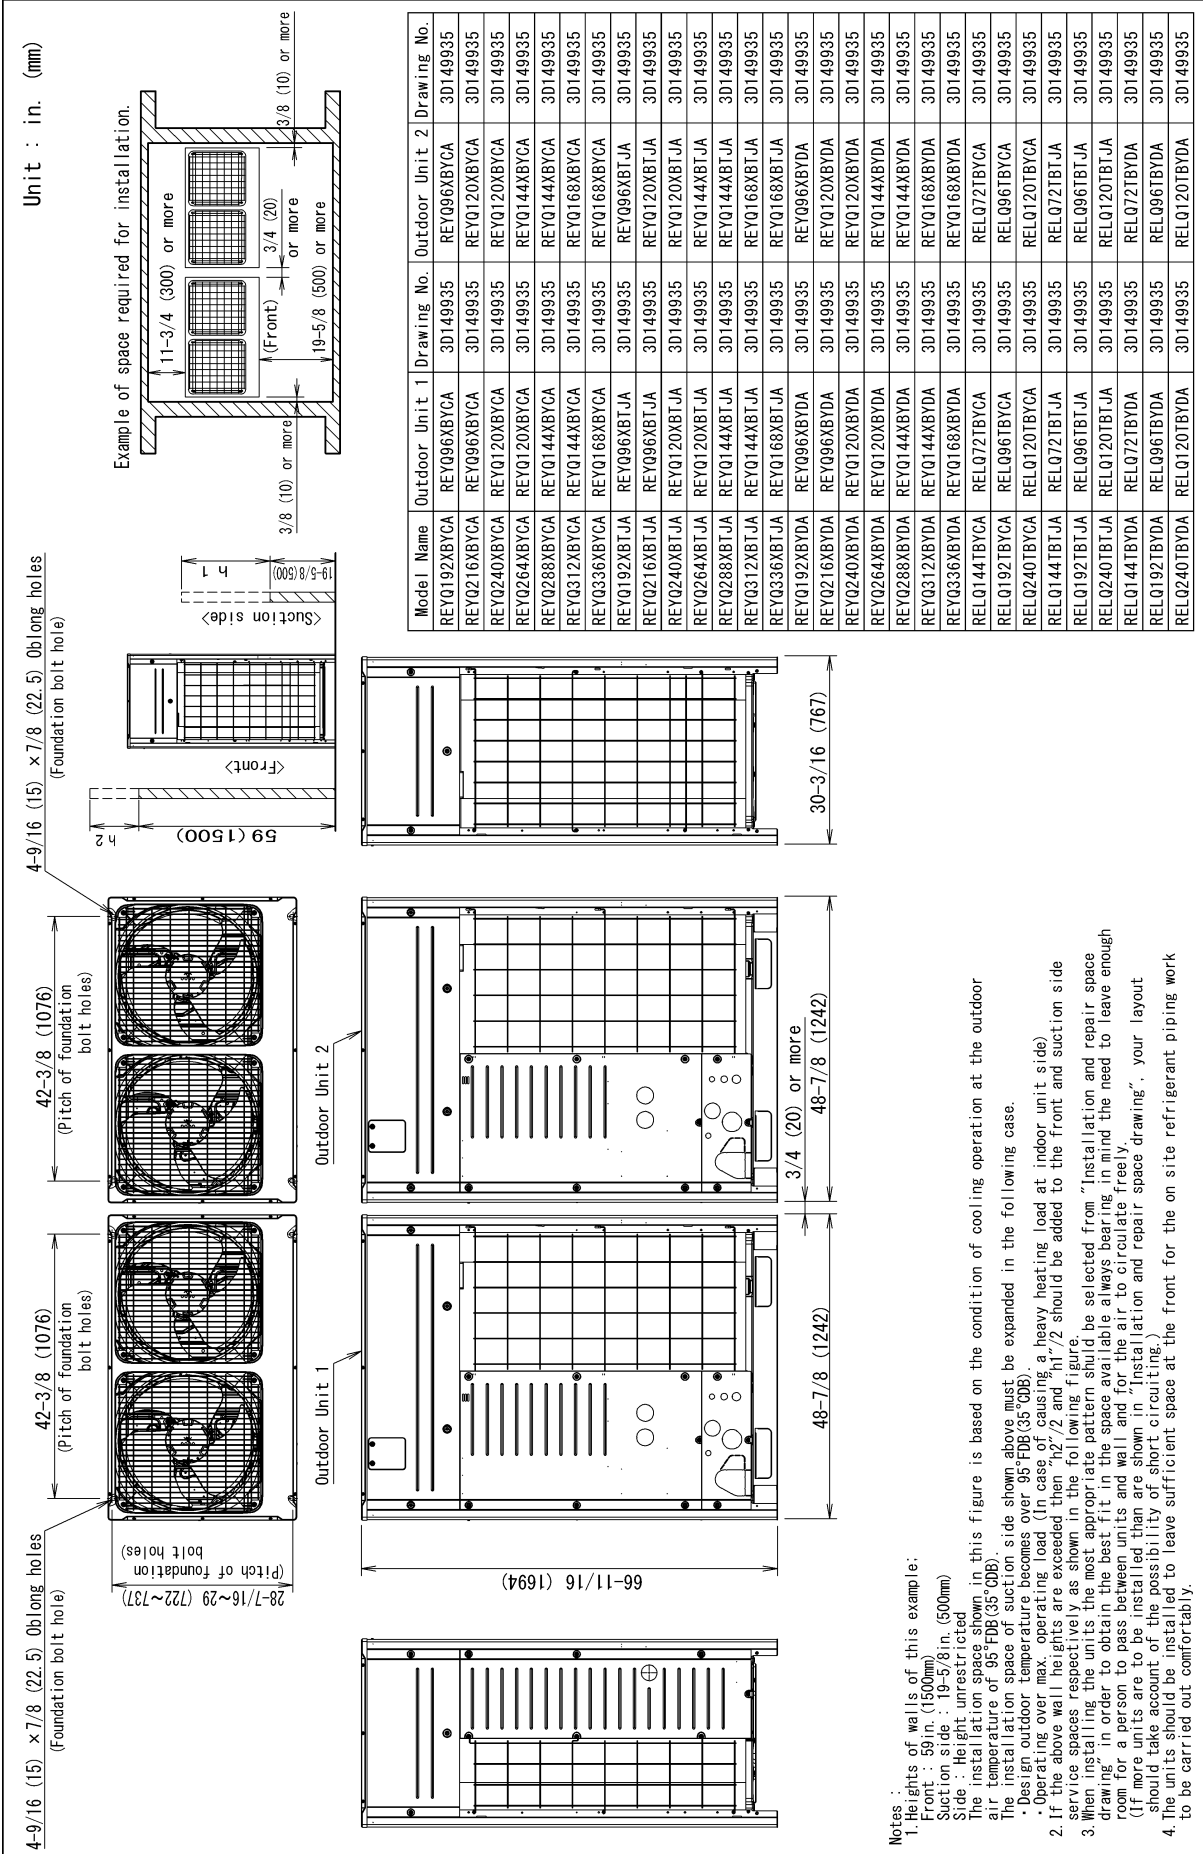 Unit : in. (mm)
4-9/16 (15) ×7/8 (22.5) Oblong holes
(Foundation bolt hole)
42-3/8 (1076)
(Pitch of foundation
bolt holes)
42-3/8 (1076)
(Pitch of foundation
bolt holes)
4-9/16 (15) ×7/8 (22.5) Oblong holes
(Foundation bolt hole)
28-7/16~29 (722~737)
(Pitch of foundation
bolt holes)
h2
59 (1500)
<Front>
<Suction side>
h1
19-5/8 (500)
Example of space required for installation.
11-3/4 (300) or more
(Front)
3/4 (20)
or more
19-5/8 (500) or more
3/8 (10) or more
3/8 (10) or more
Outdoor Unit 1
Outdoor Unit 2
66-11/16 (1694)
48-7/8 (1242)
3/4 (20) or more
48-7/8 (1242)
30-3/16 (767)
Model Name Outdoor Unit 1 Drawing No. Outdoor Unit 2 Drawing No.
REYQ192XBYCA REYQ96XBYCA 3D149935 REYQ96XBYCA 3D149935
REYQ216XBYCA REYQ96XBYCA 3D149935 REYQ120XBYCA 3D149935
REYQ240XBYCA REYQ120XBYCA 3D149935 REYQ120XBYCA 3D149935
REYQ264XBYCA REYQ120XBYCA 3D149935 REYQ144XBYCA 3D149935
REYQ288XBYCA REYQ144XBYCA 3D149935 REYQ144XBYCA 3D149935
REYQ312XBYCA REYQ144XBYCA 3D149935 REYQ168XBYCA 3D149935
REYQ336XBYCA REYQ168XBYCA 3D149935 REYQ168XBYCA 3D149935
REYQ192XBTJA REYQ96XBTJA 3D149935 REYQ96XBTJA 3D149935
REYQ216XBTJA REYQ96XBTJA 3D149935 REYQ120XBTJA 3D149935
REYQ240XBTJA REYQ120XBTJA 3D149935 REYQ120XBTJA 3D149935
REYQ264XBTJA REYQ120XBTJA 3D149935 REYQ144XBTJA 3D149935
REYQ288XBTJA REYQ144XBTJA 3D149935 REYQ144XBTJA 3D149935
REYQ312XBTJA REYQ144XBTJA 3D149935 REYQ168XBTJA 3D149935
REYQ336XBTJA REYQ168XBTJA 3D149935 REYQ168XBTJA 3D149935
REYQ192XBYDA REYQ96XBYDA 3D149935 REYQ96XBYDA 3D149935
REYQ216XBYDA REYQ96XBYDA 3D149935 REYQ120XBYDA 3D149935
REYQ240XBYDA REYQ120XBYDA 3D149935 REYQ120XBYDA 3D149935
REYQ264XBYDA REYQ120XBYDA 3D149935 REYQ144XBYDA 3D149935
REYQ288XBYDA REYQ144XBYDA 3D149935 REYQ144XBYDA 3D149935
REYQ312XBYDA REYQ144XBYDA 3D149935 REYQ168XBYDA 3D149935
REYQ336XBYDA REYQ168XBYDA 3D149935 REYQ168XBYDA 3D149935
RELQ144TBYCA RELQ72TBYCA 3D149935 RELQ72TBYCA 3D149935
RELQ192TBYCA RELQ96TBYCA 3D149935 RELQ96TBYCA 3D149935
RELQ240TBYCA RELQ120TBYCA 3D149935 RELQ120TBYCA 3D149935
RELQ144TBTJA RELQ72TBTJA 3D149935 RELQ72TBTJA 3D149935
RELQ192TBTJA RELQ96TBTJA 3D149935 RELQ96TBTJA 3D149935
RELQ240TBTJA RELQ120TBTJA 3D149935 RELQ120TBTJA 3D149935
RELQ144TBYDA RELQ72TBYDA 3D149935 RELQ72TBYDA 3D149935
RELQ192TBYDA RELQ96TBYDA 3D149935 RELQ96TBYDA 3D149935
RELQ240TBYDA RELQ120TBYDA 3D149935 RELQ120TBYDA 3D149935
Notes :
1. Heights of walls of this example:
Front : 59in. (1500mm)
Suction side : 19-5/8in. (500mm)
Side : Height unrestricted
The installation space shown in this figure is based on the condition of cooling operation at the outdoor
air temperature of 95°FDB(35°CDB).
The installation space of suction side shown above must be expanded in the following case.
・Design outdoor temperature becomes over 95°FDB(35°CDB).
・Operating over max. operating load (In case of causing a heavy heating load at indoor unit side)
2. If the above wall heights are exceeded then "h2"/2 and "h1"/2 should be added to the front and suction side
service spaces respectively as shown in the following figure.
3. When installing the units the most appropriate pattern should be selected from "Installation and repair space
drawing" in order to obtain the best fit in the space available always bearing in mind the need to leave enough
room for a person to pass between units and wall and for the air to circulate freely.
(If more units are to be installed than are shown in "Installation and repair space drawing", your layout
should take account of the possibility of short circuiting.)
4. The units should be installed to leave sufficient space at the front for the on site refrigerant piping work
to be carried out comfortably.